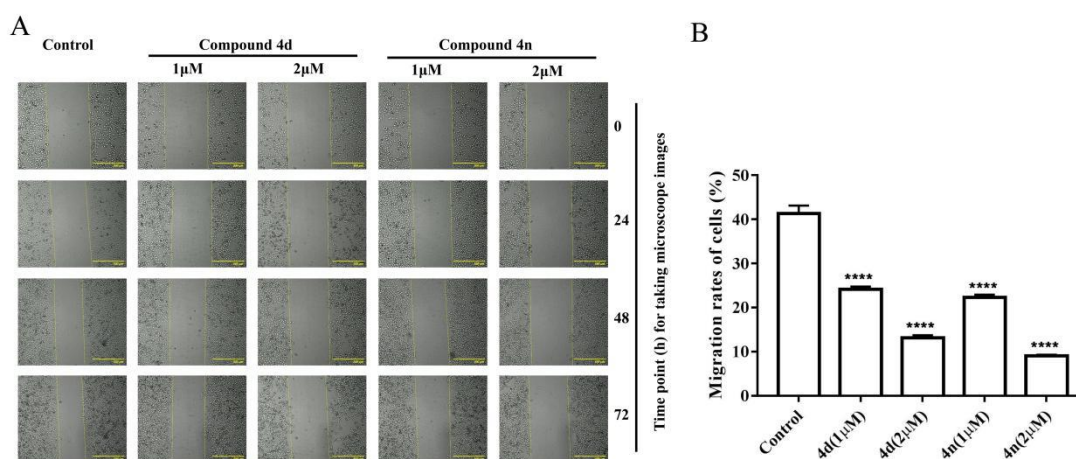 A
Control
Compound 4d
Compound 4n
1μM
2μM
1μM
2μM
0
24
48
72
Time point (h) for taking microscoope images
B
Migration rates of cells (%)
50
40
30
20
10
0
****
****
****
****
Control
4d(1μM)
4d(2μM)
4n(1μM)
4n(2μM)